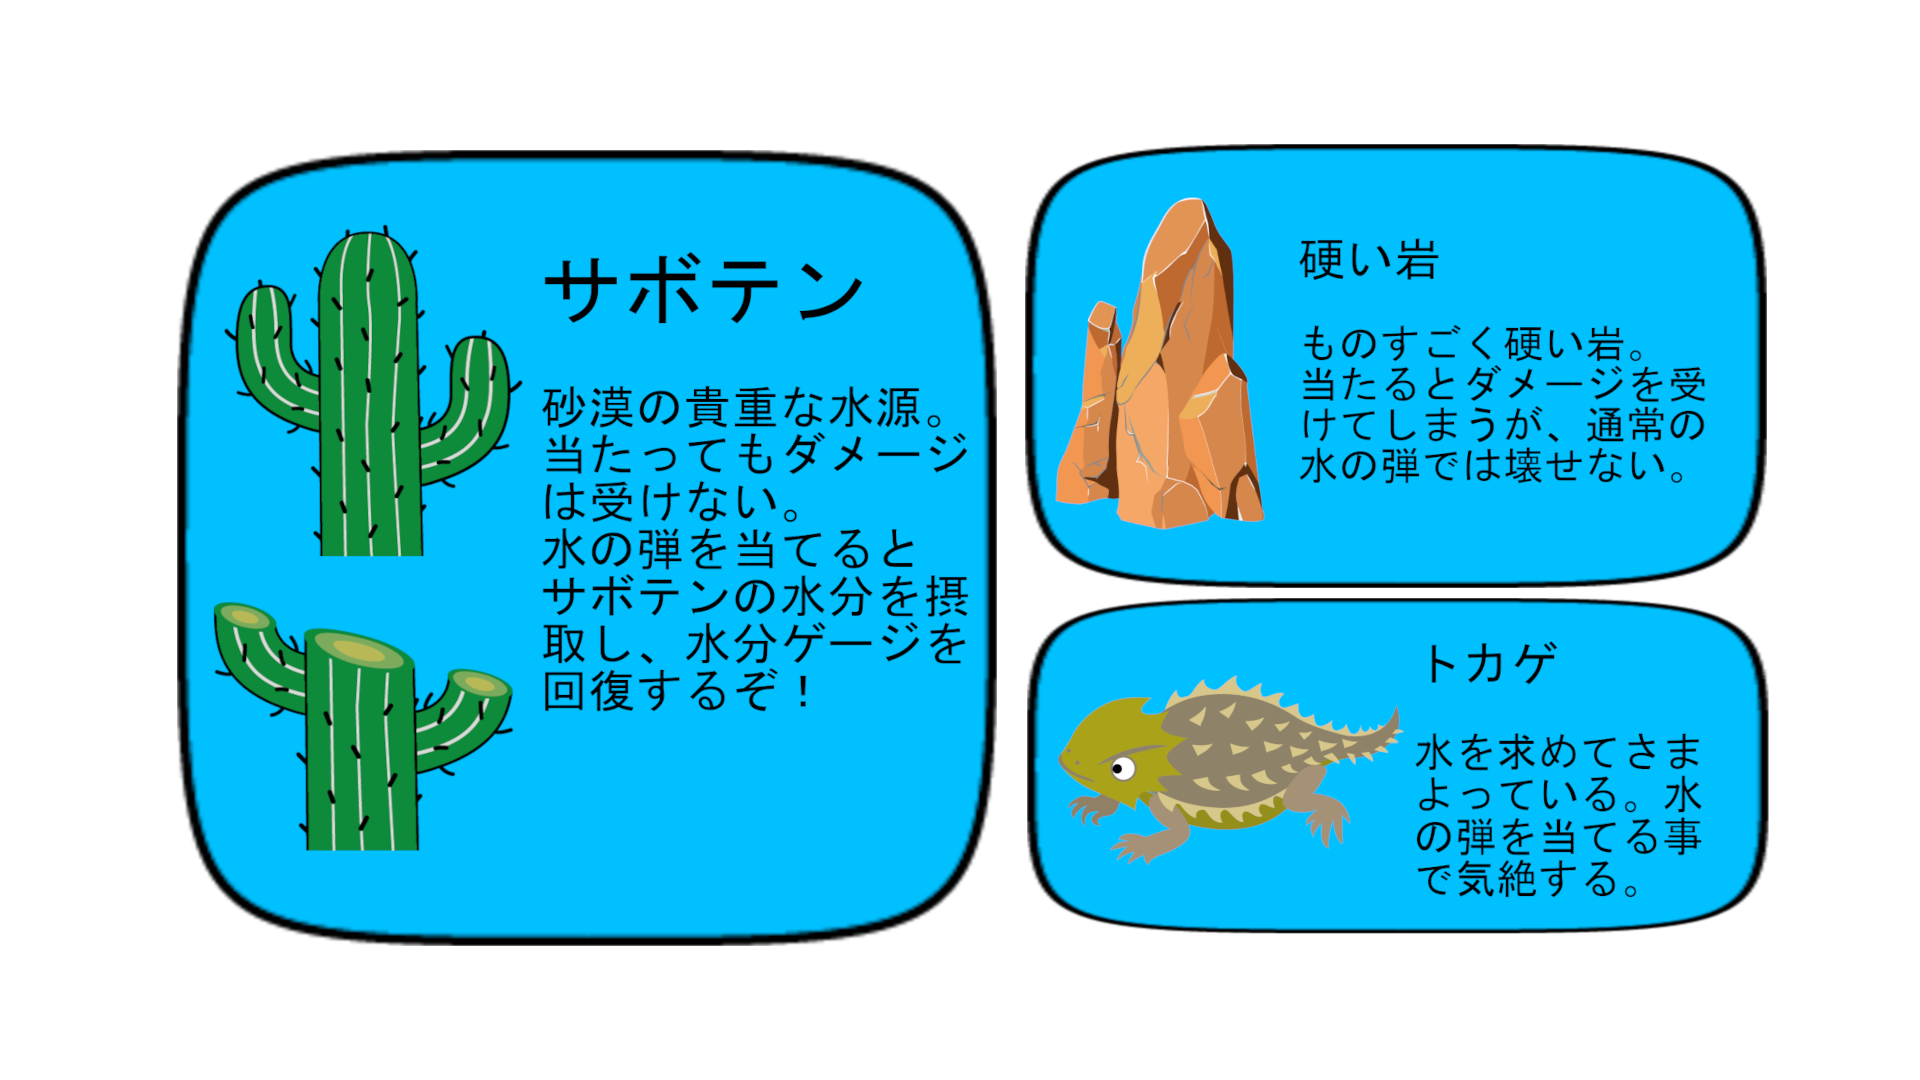 サボテン
砂漠の貴重な水源。
当たってもダメージ
は受けない。
水の弾を当てると
サボテンの水分を摂
取し、水分ゲージを
回復するぞ！
硬い岩
ものすごく硬い岩。
当たるとダメージを受
けてしまうが、通常の
水の弾では壊せない。
トカゲ
水を求めてさま
よっている。水
の弾を当てる事
で気絶する。